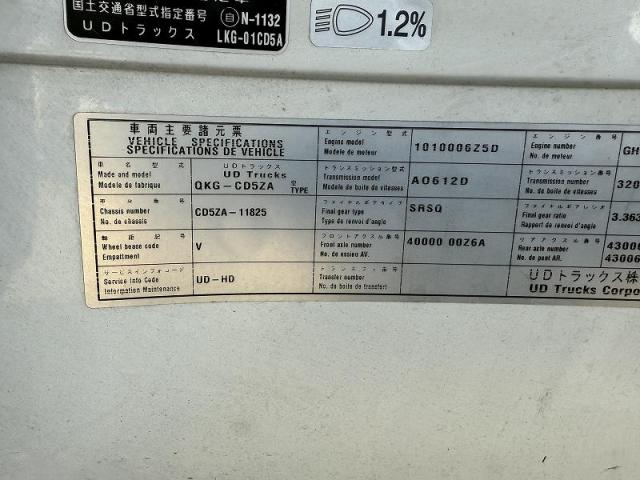 国土交通省型式指定番号 自 N-1132
UDトラックス LKG-01CD5A
1.2%
車両主要諸元票
VEHICLE SPECIFICATIONS
SPECIFICATIONS DE VEHICLE
車名型式
Made and model
Modele de fabrique
UDトラックス
UD Trucks
QKG-CD5ZA 型 TYPE
エンジン型式
Engine model
Modele de moteur
1010006Z5D
エンジン番号
Engine number
No. de moteur
GH
トランスミッション型式
Transmission model
Modele de boite de vitesses
A0612D
トランスミッション番号
Transmission number
No. de boite de vitesses
320
車台番号
Chassis number
No. de chassis
CD5ZA-11825
ファイナルギヤタイプ
Final gear type
Type de renvoi d'angle
SRSQ
ファイナルギヤレシオ
Final gear ratio
Rapport de renvoi d'angle
3.363
軸距記号
Wheel bease code
Empattement
V
フロントアクスル番号
Front axle number
No. de essieu AV.
40000 00Z6A
リアアクスル番号
Rear axle number
No. de pont AR.
4300
43006
サービスインフォコード
Service Info Code
Information Maintenance
UD-HD
トランスファ番号
Transfer number
No. de boite de transfert
UDトラックス株
UD Trucks Corpo